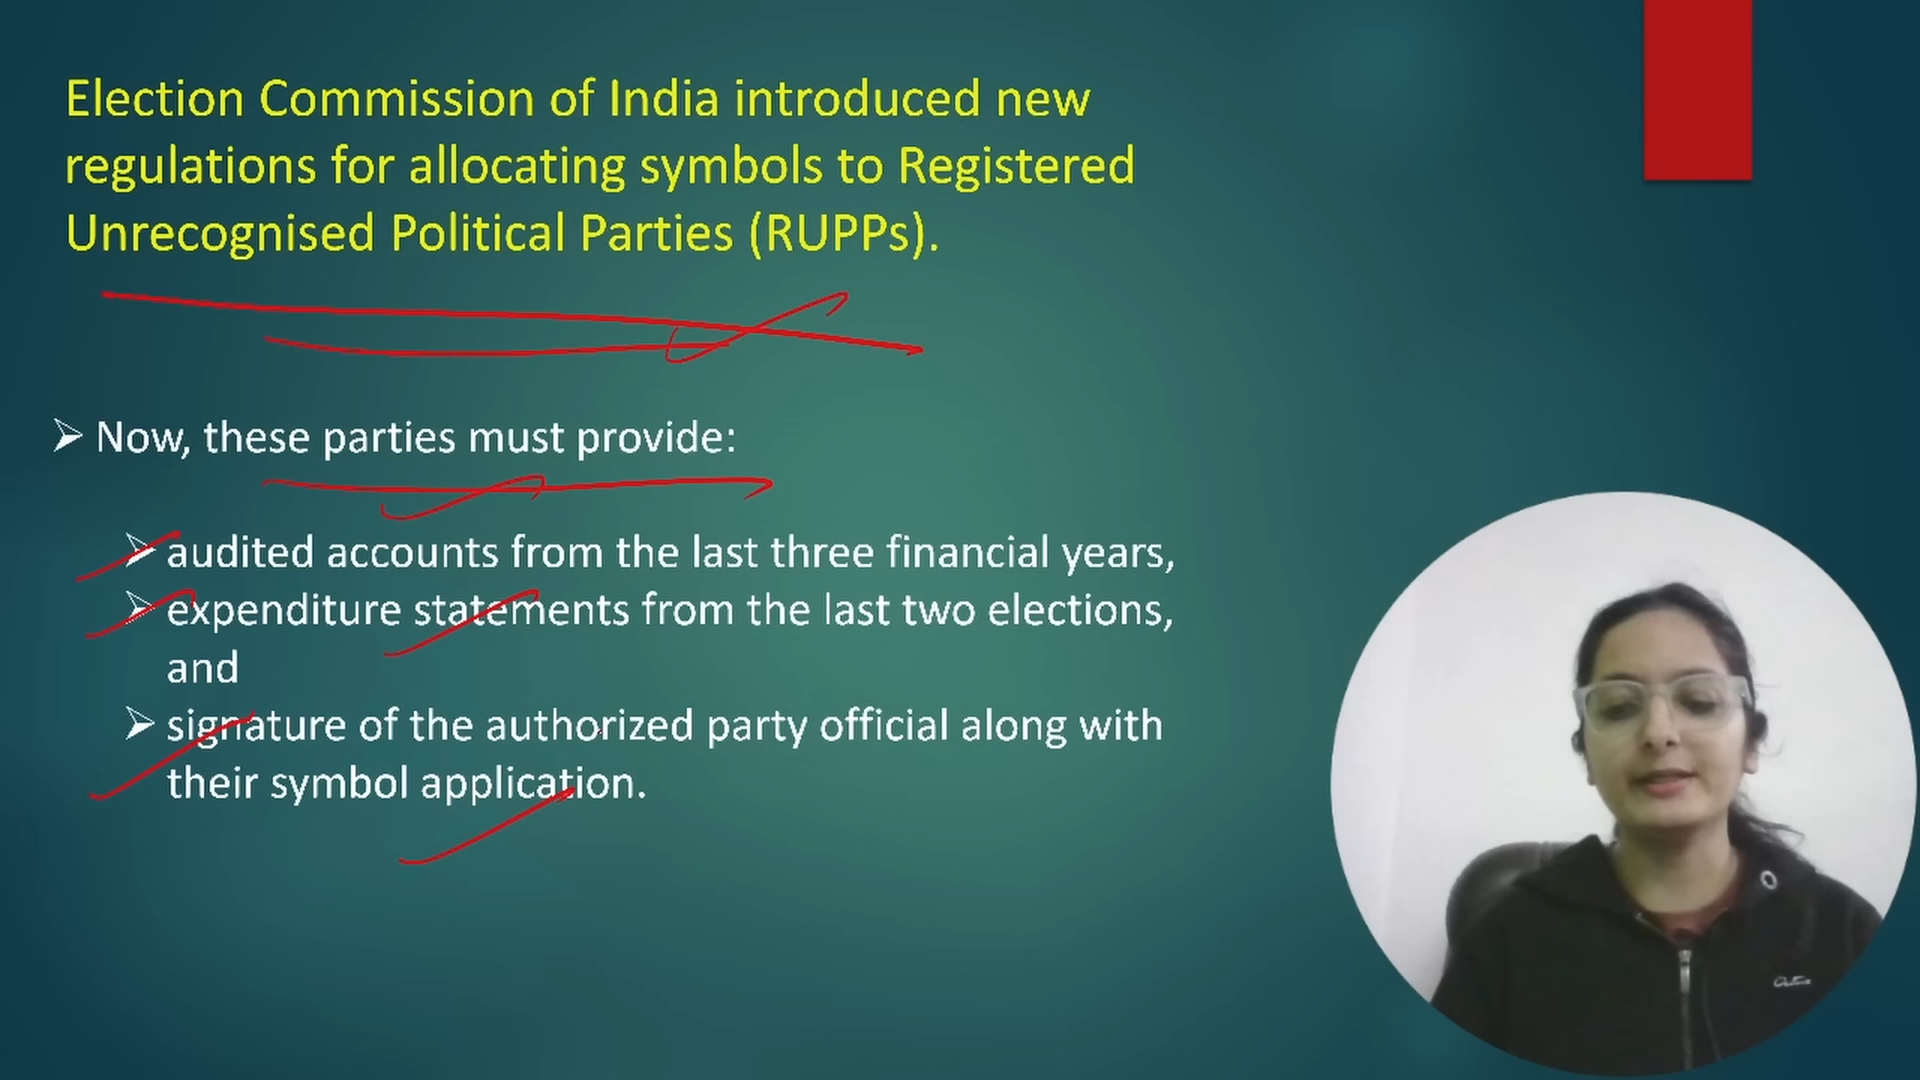 Election Commission of India introduced new
regulations for allocating symbols to Registered
Unrecognised Political Parties (RUPPs).
Now, these parties must provide:
audited accounts from the last three financial years,
expenditure statements from the last two elections,
and
signature of the authorized party official along with
their symbol application.